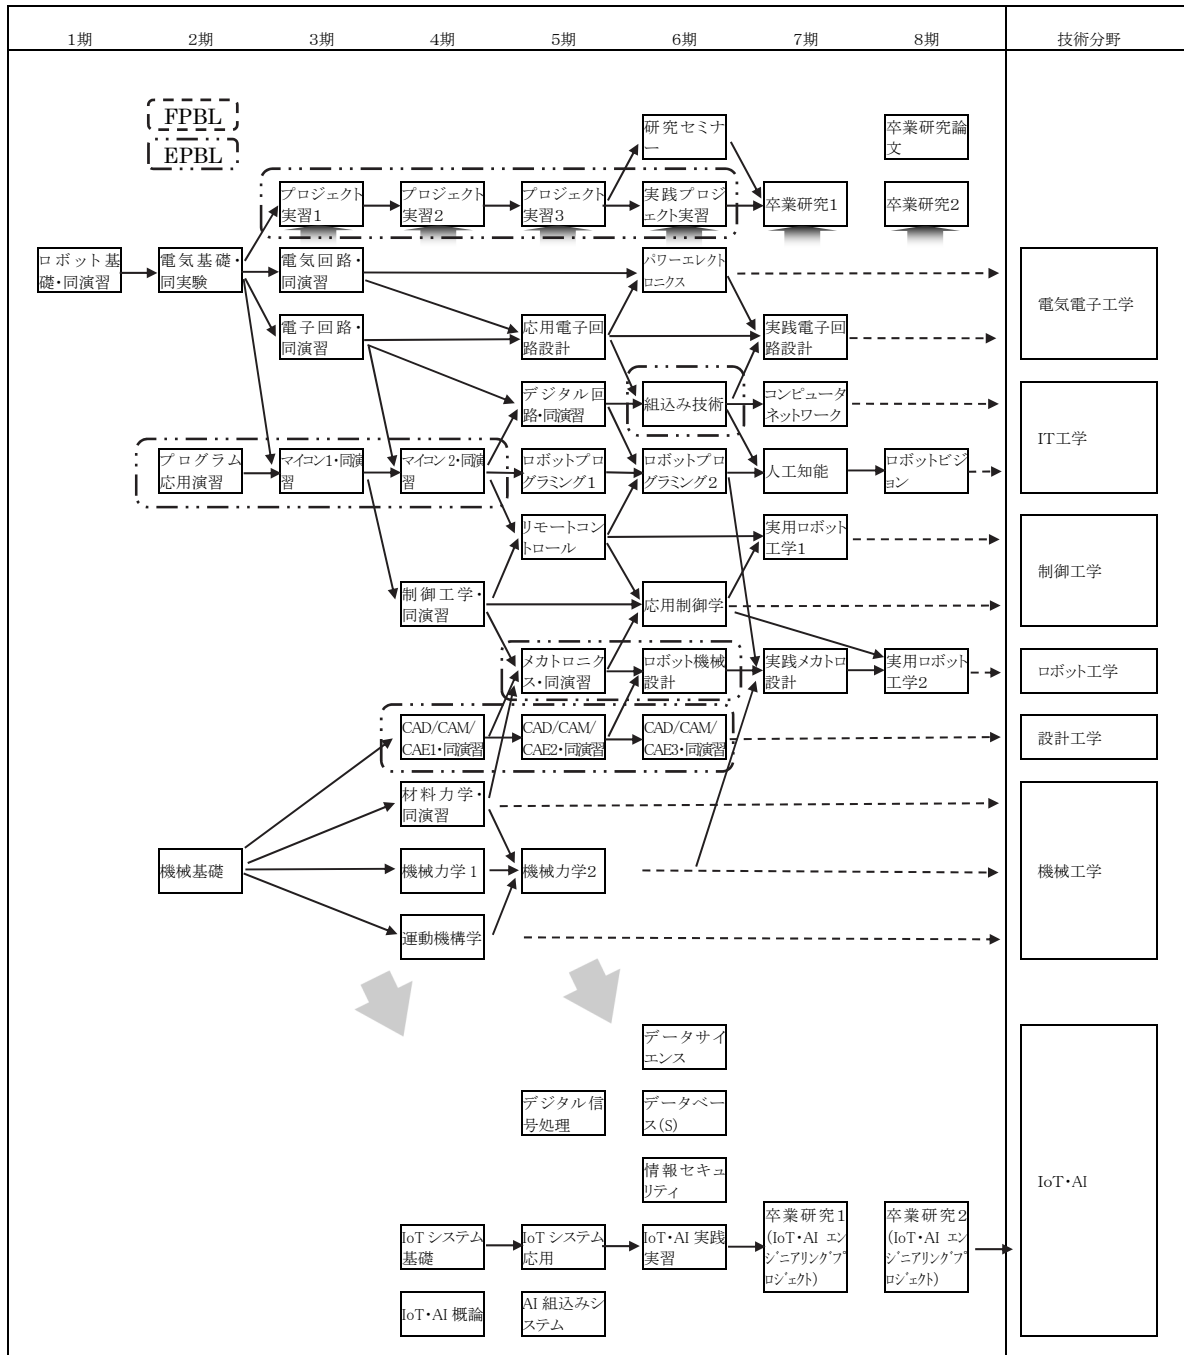 1期 2期 3期 4期 5期 6期 7期 8期 技術分野
FPBL
EPBL
研究セミナ
ー
卒業研究論
文
プロジェクト
実習1
プロジェクト
実習2
プロジェクト
実習3
実践プロジ
ェクト実習
卒業研究1
卒業研究2
ロボット基
礎・同演習
電気基礎・
同実験
電気回路・
同演習
パワーエレクト
ロニクス
電気電子工学
電子回路・
同演習
応用電子回
路設計
実践電子回
路設計
デジタル回
路・同演習
組込み技術
コンピュータ
ネットワーク
IT工学
プログラム
応用演習
マイコン1・同演
習
マイコン2・同演
習
ロボットプロ
グラミング1
ロボットプロ
グラミング2
人工知能
ロボットビジ
ョン
リモートコン
トロール
実用ロボット
工学1
制御工学
制御工学・
同演習
応用制御学
メカトロニク
ス・同演習
ロボット機械
設計
実践メカトロ
設計
実用ロボット
工学2
ロボット工学
CAD/CAM/
CAE1・同演習
CAD/CAM/
CAE2・同演習
CAD/CAM/
CAE3・同演習
設計工学
材料力学・
同演習
機械基礎
機械力学1
機械力学2
機械工学
運動機構学
データサイ
エンス
デジタル信
号処理
データベー
ス(S)
情報セキュ
リティ
IoT・AI
IoTシステム
基礎
IoTシステム
応用
IoT・AI実践
実習
卒業研究1
(IoT・AI エン
ジニアリングプ
ロジェクト)
卒業研究2
(IoT・AI エン
ジニアリングプ
ロジェクト)
IoT・AI 概論
AI組込みシ
ステム